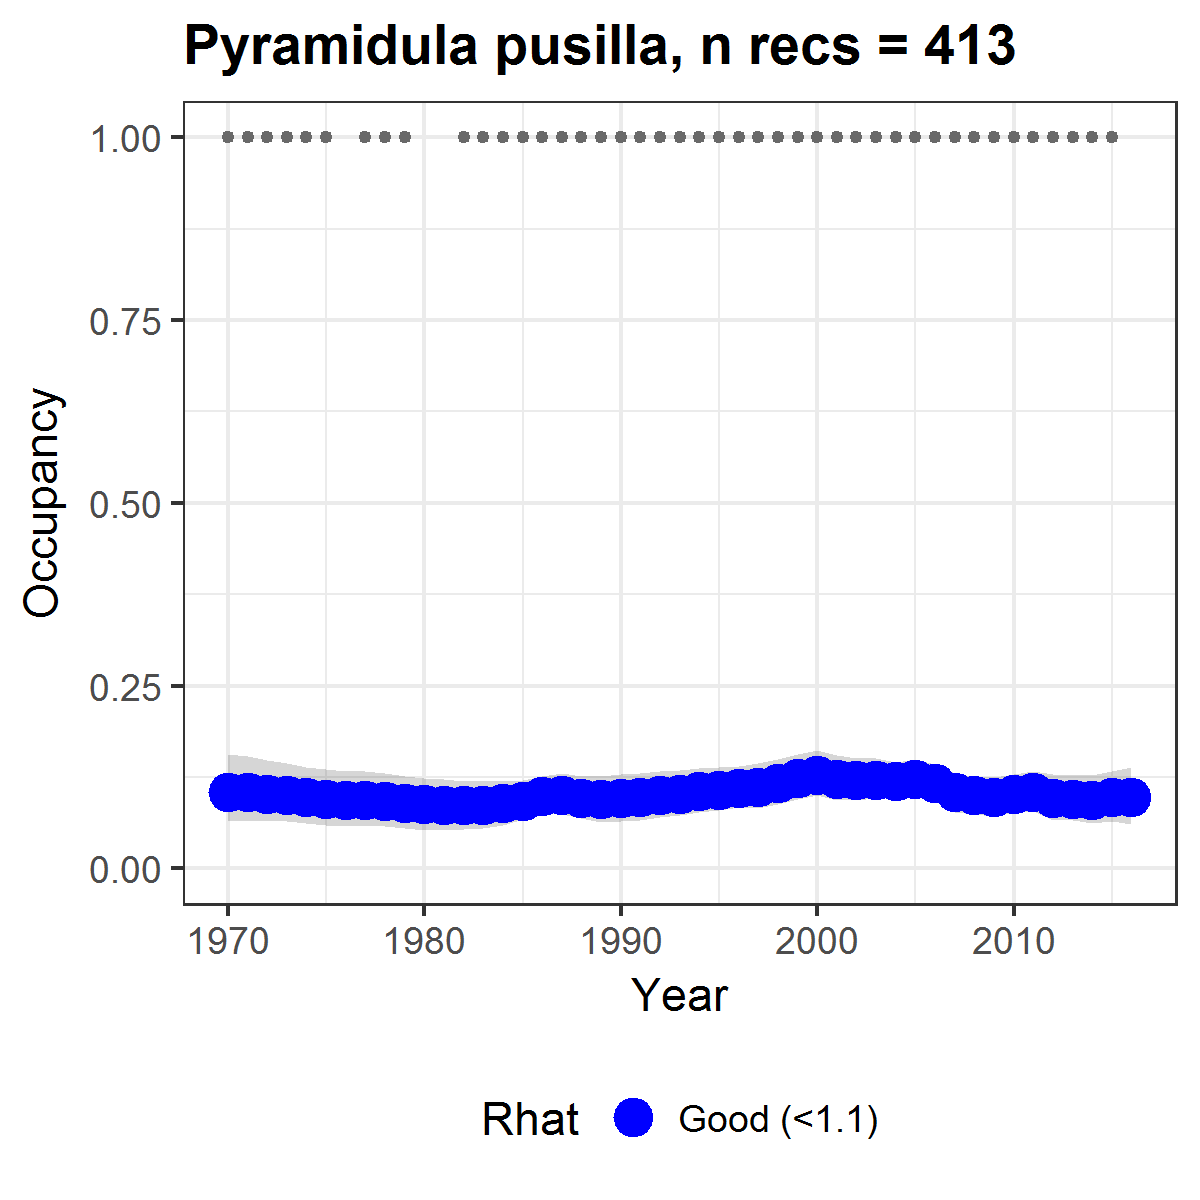 Pyramidula pusilla, n recs = 413
1.00
0.75
0.50
0.25
0.00
Occupancy
1970 1980 1990 2000 2010
Year
Rhat Good (<1.1)